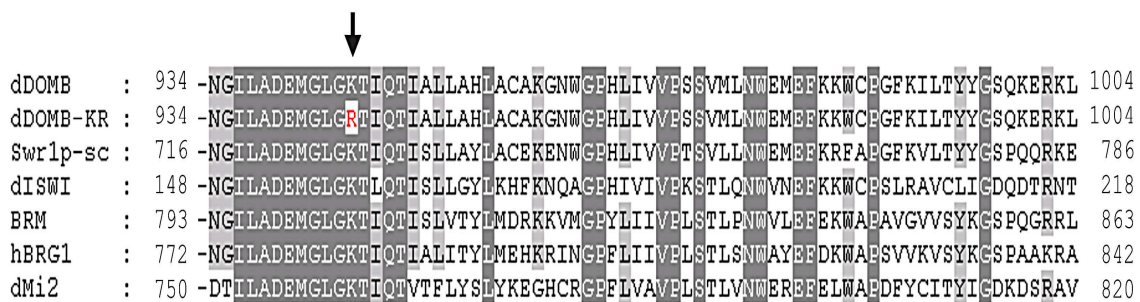 dDOMB : 934 -NGILADEMGLGKTIQTIALLAHLACAKGNWGPHLIVVPSSVMLNWEMEFKKWCPGFKILTYYGSQKERKL 1004
dDOMB-KR : 934 -NGILADEMGLGRTIQTIALLAHLACAKGNWGPHLIVVPSSVMLNWEMEFKKWCPGFKILTYYGSQKERKL 1004
Swr1p-sc : 716 -NGILADEMGLGKTIQTISLLAYLACEKENWGPHLIVVPTSVLLNWEMEFKRFAPGFKVLTYYGSPQQRKE 786
dISWI : 148 -NGILADEMGLGKTLQTISLLGYLKHFKNQAGPHIVIVPKSTLQNWVNEFKKWCPSLRAVCLIGDQDTRNT 218
BRM : 793 -NGILADEMGLGKTIQTISLVTYLMDRKKVMGPYLIIVPLSTLPNWVLEFEKWAPAVGVVSYKGSPQGRRL 863
hBRG1 : 772 -NGILADEMGLGKTIQTIALITYLMEHKRINGPFLIIVPLSTLSNWAYEFDKWAPSVVKVSYKGSPAAKRA 842
dMi2 : 750 -DTILADEMGLGKTIQTVTFLYSLYKEGHCRGPFLVAVPLSTLVNWEREFELWAPDFYCITYIGDKDSRAV 820